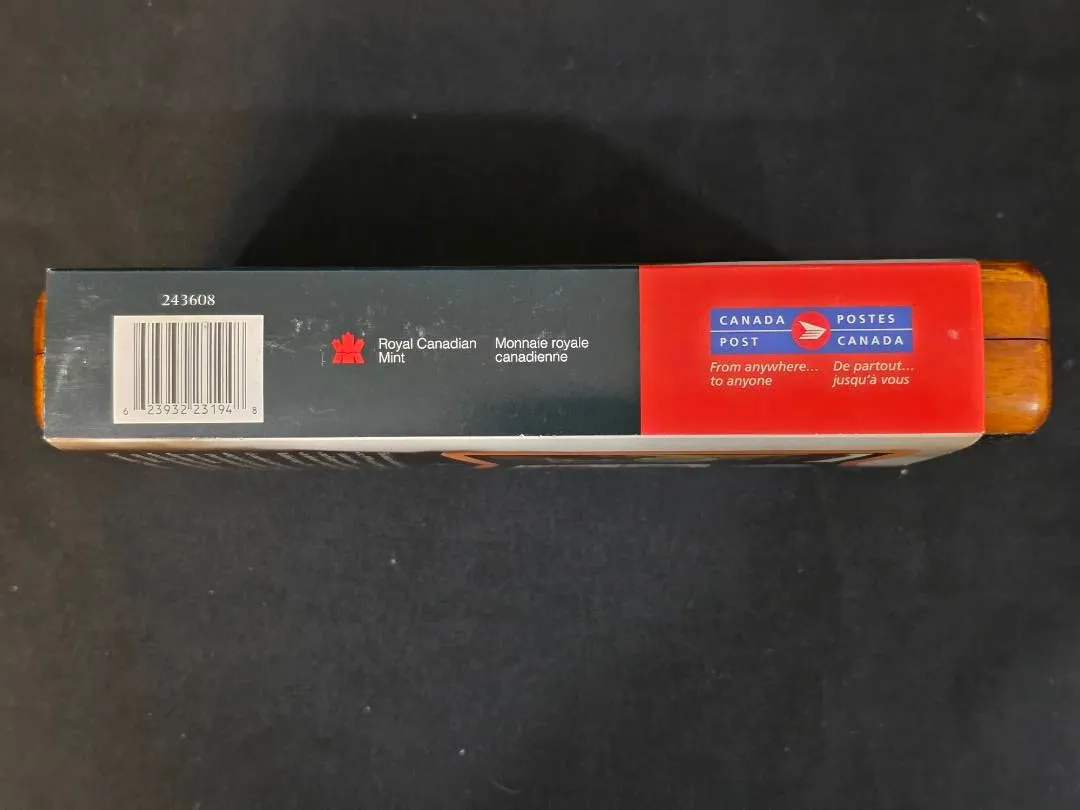 243608
6 23932 23194 8
Royal Canadian
Mint
Monnaie royale
canadienne
CANADA POSTES
POST CANADA
From anywhere...
to anyone
De partout...
jusqu'à vous